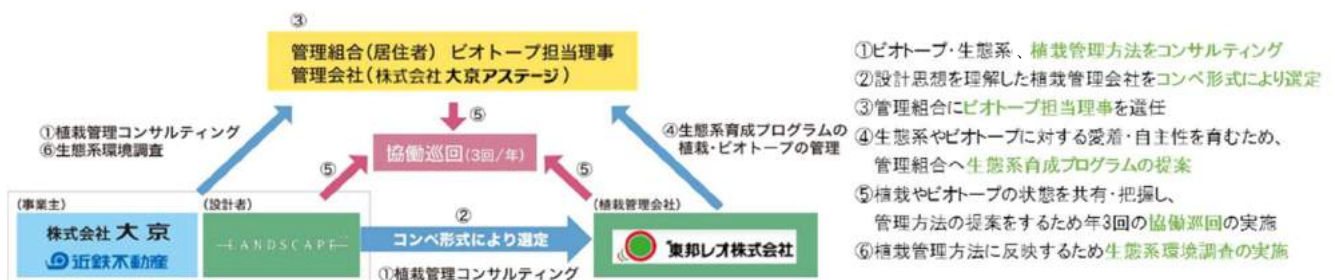 ③
管理組合(居住者) ビオトープ担当理事
管理会社(株式会社 大京アステージ)
①植栽管理コンサルティング
⑥生態系環境調査
⑤
協働巡回(3回/年)
④生態系育成プログラムの
植栽・ビオトープの管理
⑤
⑤
(事業主)
株式会社 大京
近鉄不動産
(設計者)
LANDSCAPE
②
コンペ形式により選定
①植栽管理コンサルティング
(植栽管理会社)
東邦レオ株式会社
①ビオトープ・生態系、植栽管理方法をコンサルティング
②設計思想を理解した植栽管理会社をコンペ形式により選定
③管理組合にビオトープ担当理事を選任
④生態系やビオトープに対する愛着・自主性を育むため、
管理組合へ生態系育成プログラムの提案
⑤植栽やビオトープの状態を共有・把握し、
管理方法の提案をするため年3回の協働巡回の実施
⑥植栽管理方法に反映するため生態系環境調査の実施